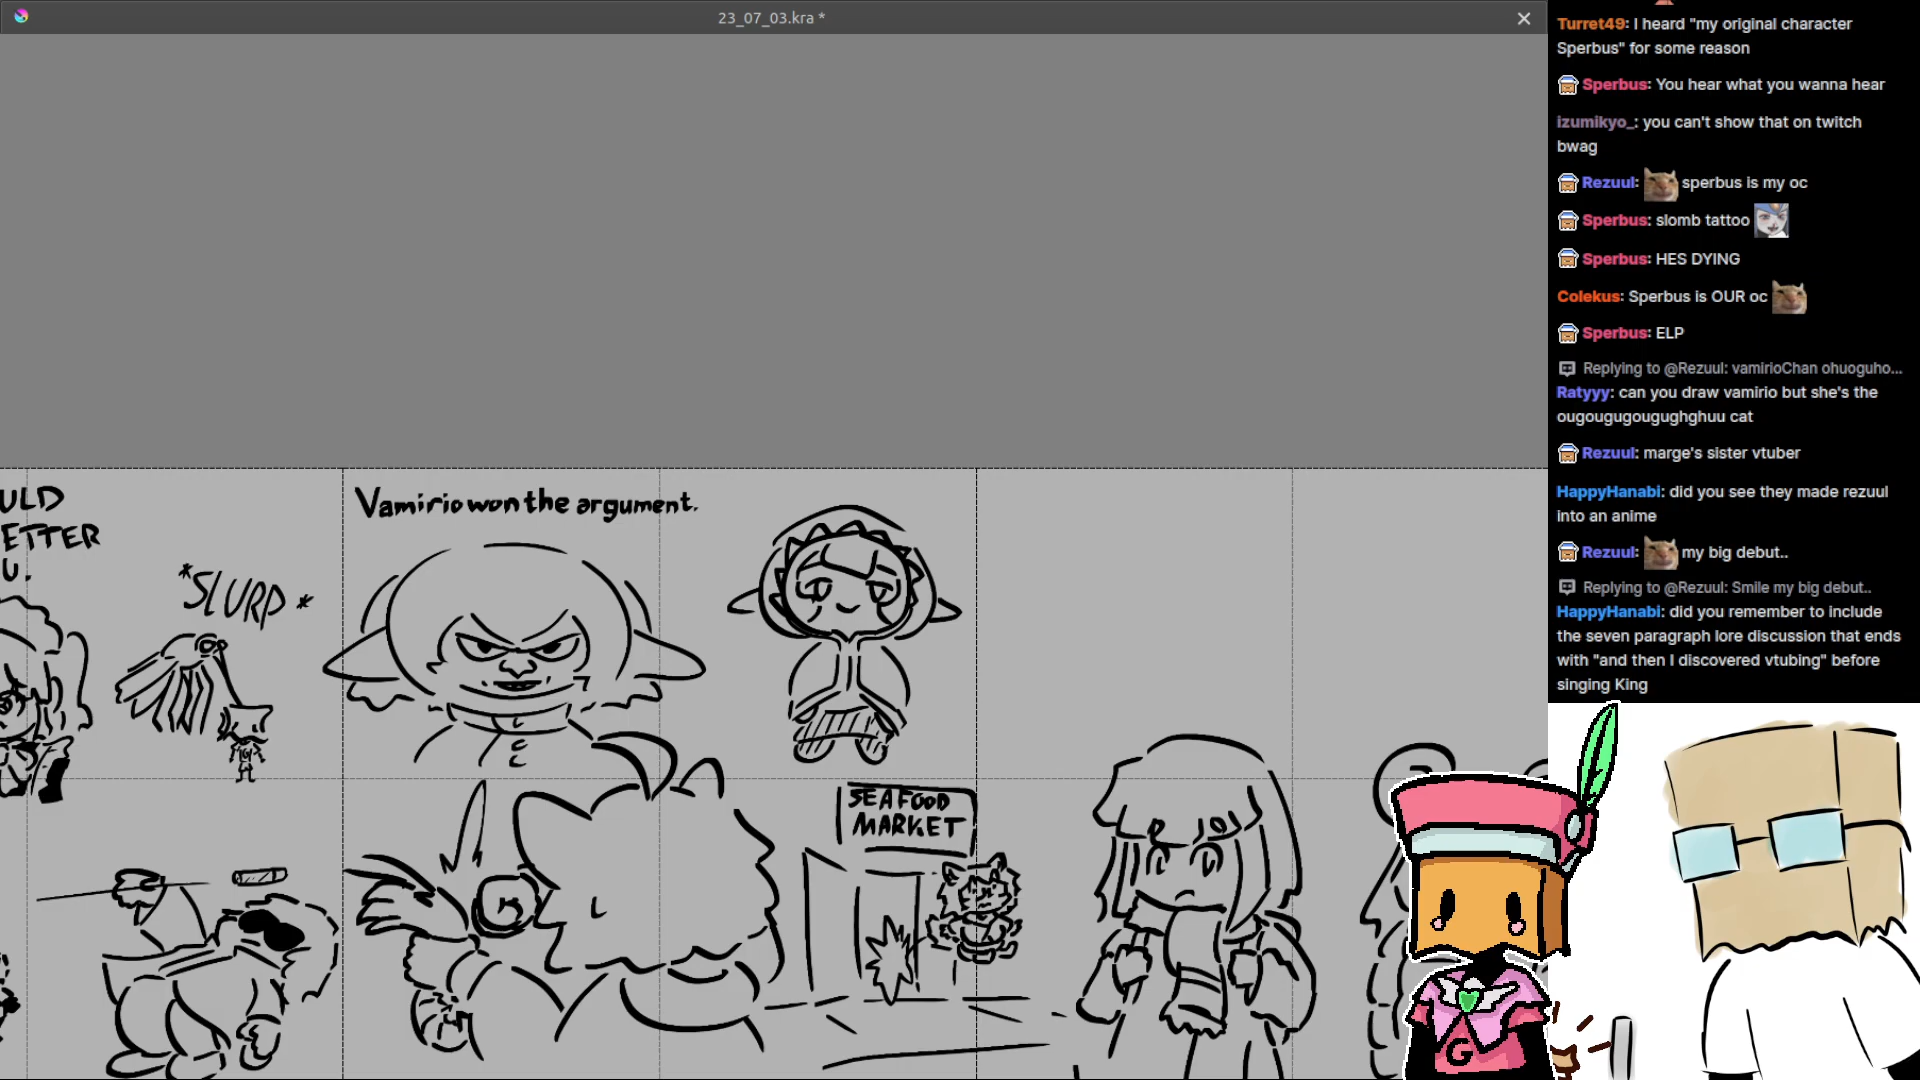 23_07_03.kra *
Turret49: I heard "my original character
Sperbus" for some reason
Sperbus: You hear what you wanna hear
izumikyo_: you can't show that on twitch
bwag
Rezuul: sperbus is my oc
Sperbus: slomb tattoo
Sperbus: HES DYING
Colekus: Sperbus is OUR oc
Sperbus: ELP
Replying to @Rezuul: vamirioChan ohuoguho...
Ratyyy: can you draw vamirio but she's the
ougougugougughghuu cat
Rezuul: marge's sister vtuber
HappyHanabi: did you see they made rezuul
into an anime
Rezuul: my big debut..
Replying to @Rezuul: Smile my big debut..
HappyHanabi: did you remember to include
the seven paragraph lore discussion that ends
with "and then I discovered vtubing" before
singing King
ULD
ETTER
U.
*SLURP*
Vamirio won the argument.
SEAFOOD
MARKET
G